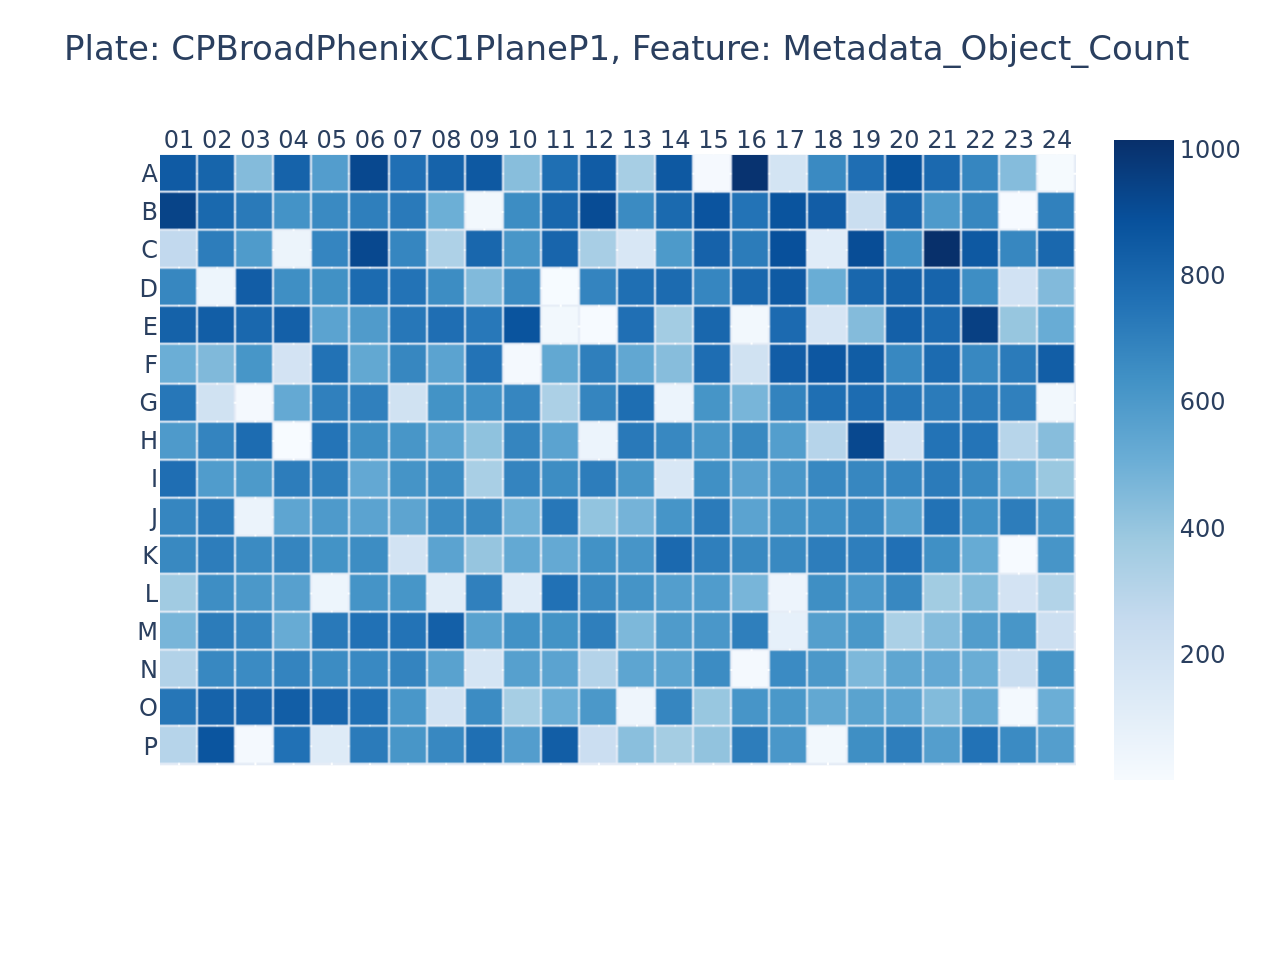 Plate: CPBroadPhenixC1PlaneP1, Feature: Metadata_Object_Count
01 02 03 04 05 06 07 08 09 10 11 12 13 14 15 16 17 18 19 20 21 22 23 24
A
B
C
D
E
F
G
H
I
J
K
L
M
N
O
P
1000
800
600
400
200